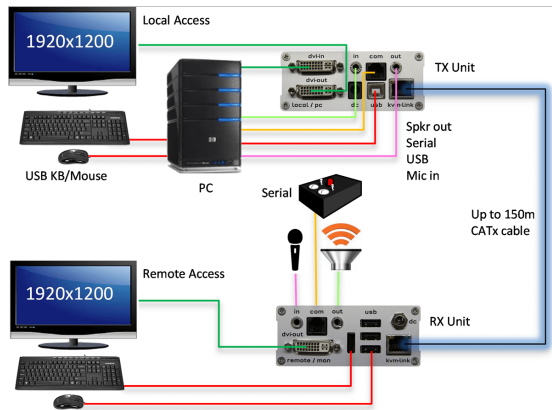 Local Access
1920x1200
dvi-in
in
com
out
TX Unit
dvi-out
local / pc
dc
usb
kvm-link
Spkr out
Serial
USB
Mic in
USB KB/Mouse
PC
Serial
Up to 150m
CATx cable
Remote Access
1920x1200
in
com
out
usb
dc
RX Unit
dvi-out
remote / mon
kvm-link